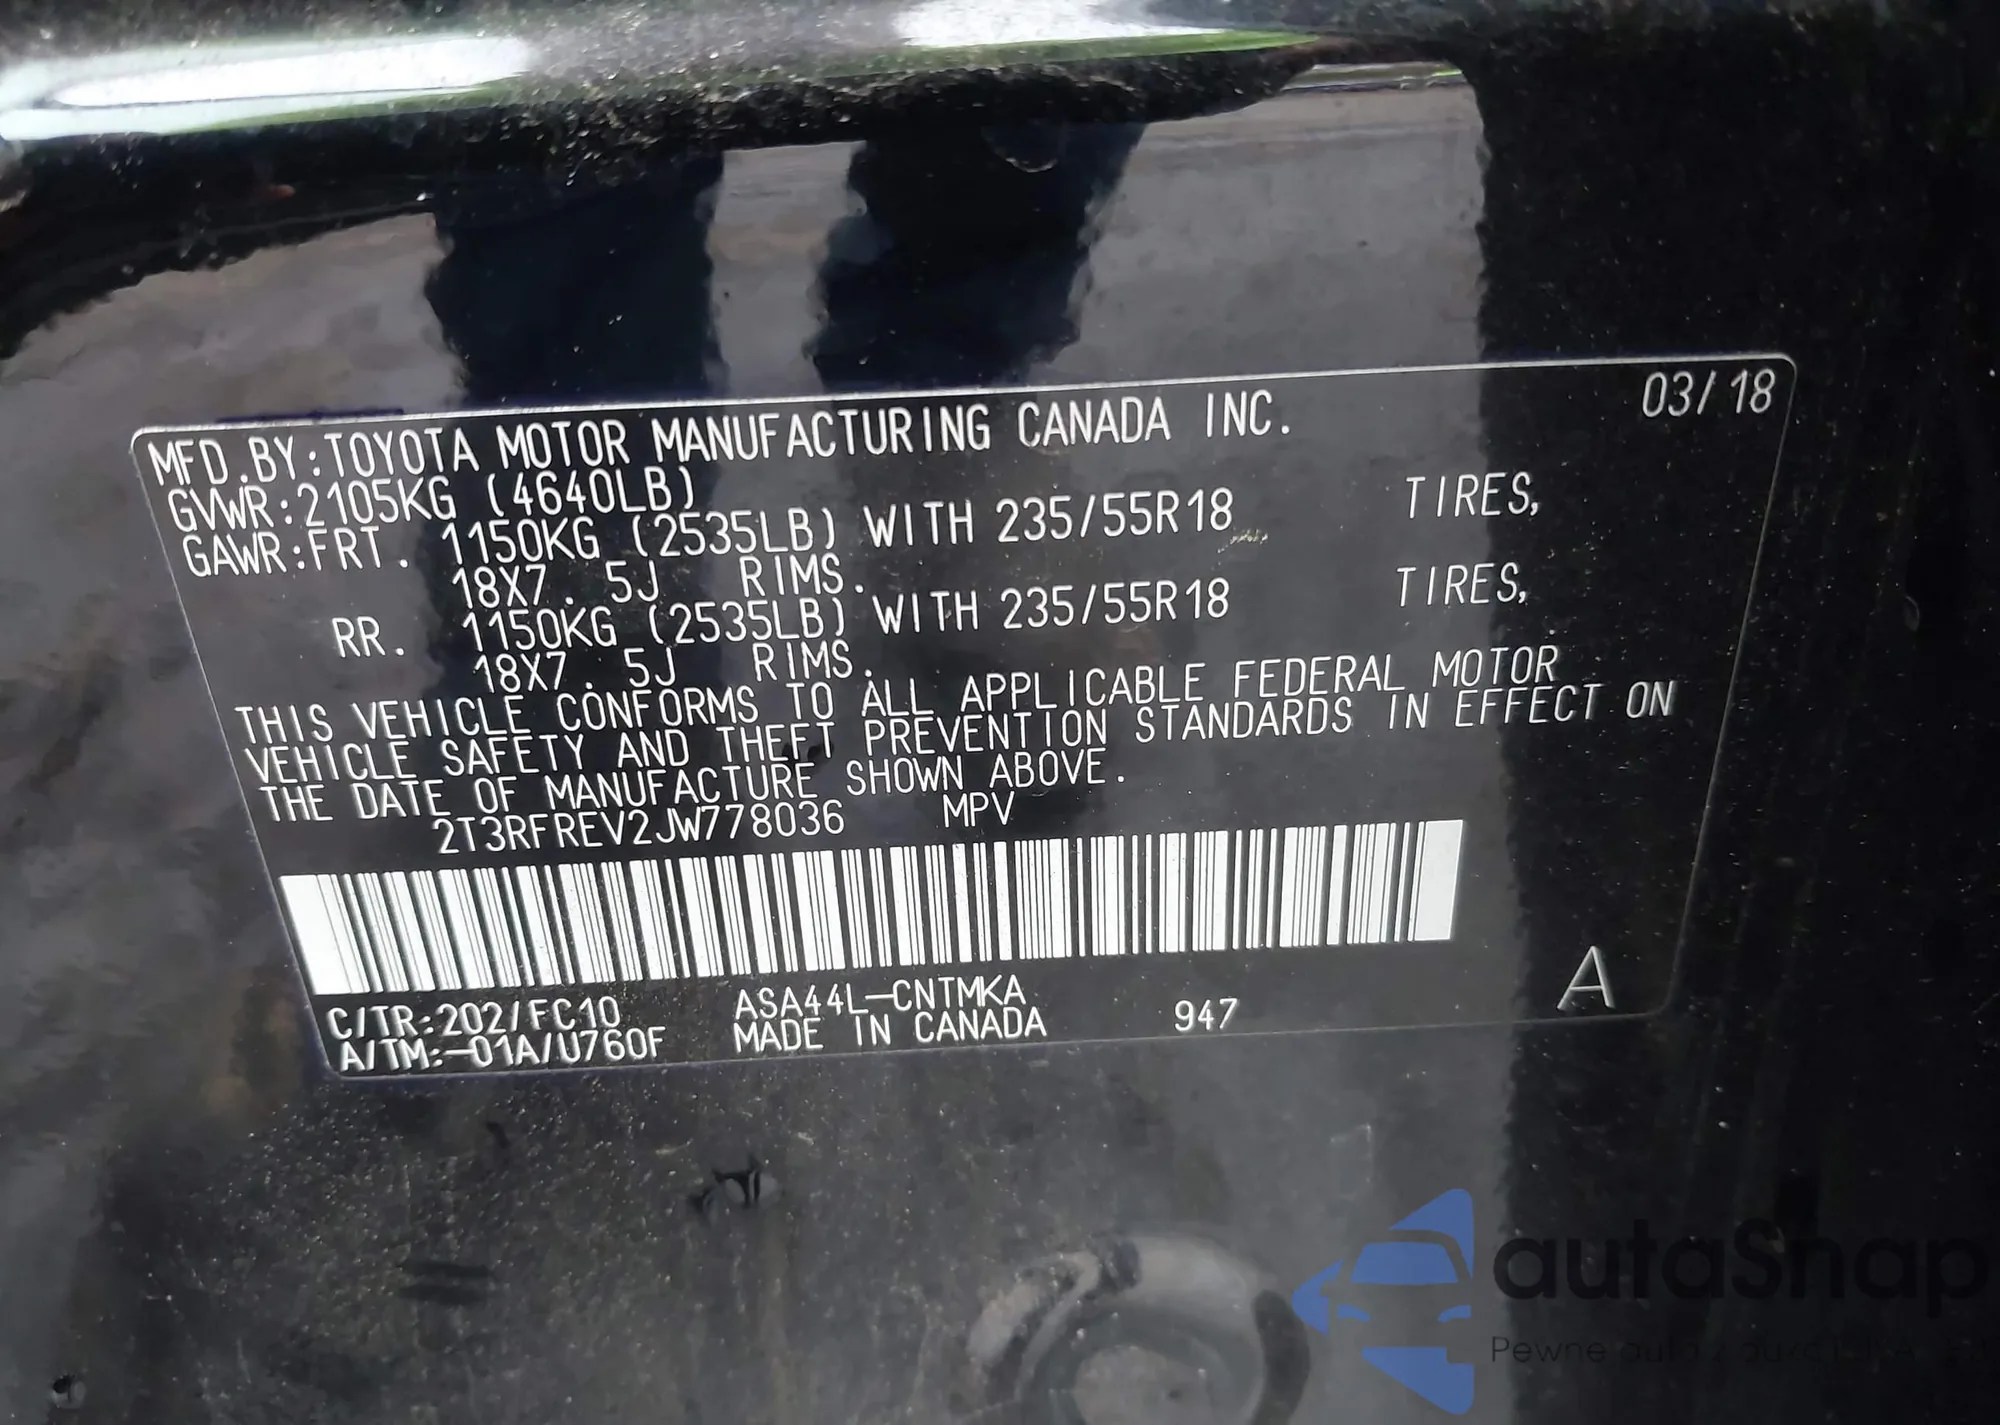 03/18
MFD.BY:TOYOTA MOTOR MANUFACTURING CANADA INC.
GVWR:2105KG (4640LB)
GAWR:FRT. 1150KG (2535LB) WITH 235/55R18 TIRES,
18X7.5J RIMS.
RR. 1150KG (2535LB) WITH 235/55R18 TIRES,
18X7.5J RIMS.
THIS VEHICLE CONFORMS TO ALL APPLICABLE FEDERAL MOTOR
VEHICLE SAFETY AND THEFT PREVENTION STANDARDS IN EFFECT ON
THE DATE OF MANUFACTURE SHOWN ABOVE.
2T3RFREV2JW778036 MPV
C/TR:202/FC10 ASA44L-CNTMKA
A/TM:-01A/U760F MADE IN CANADA 947 A
autaSnap
Pewne auta z